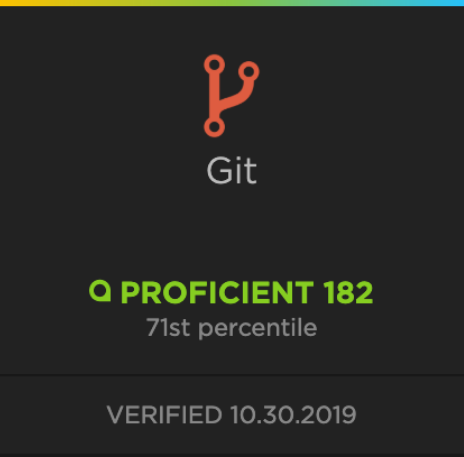 Git
PROFICIENT 182
71st percentile
VERIFIED 10.30.2019